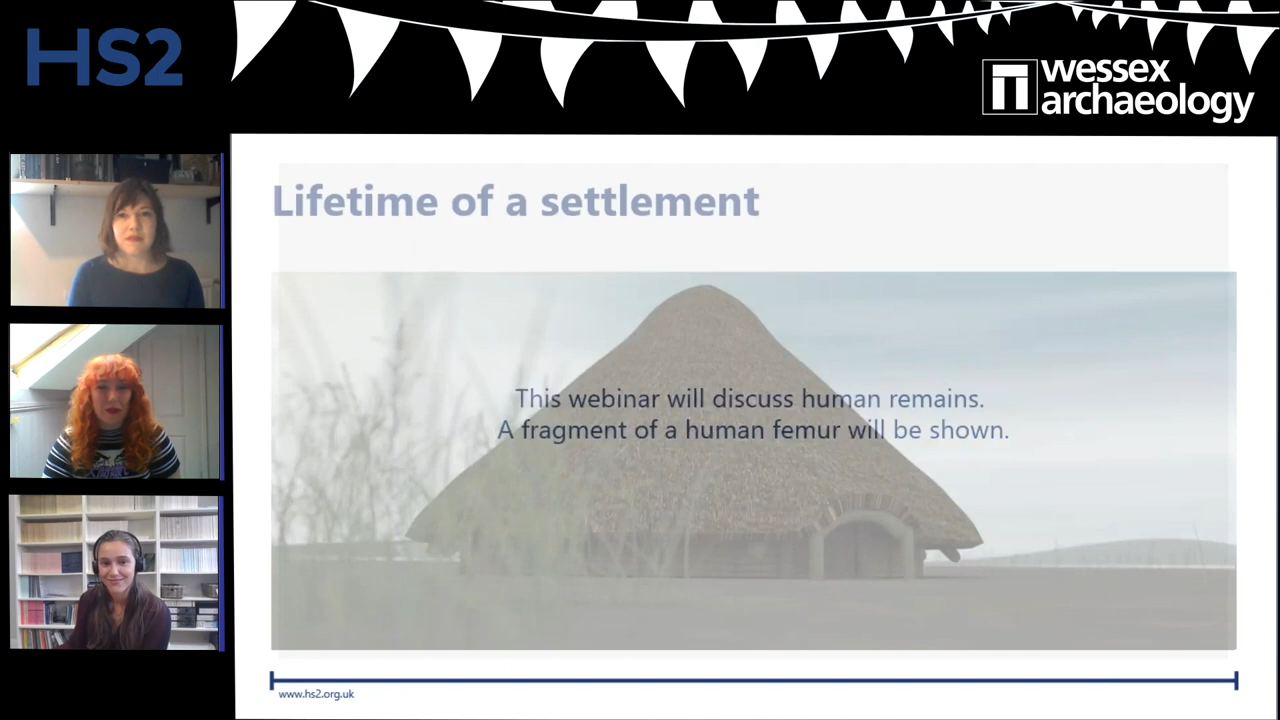 HS2
wessex
archaeology
Lifetime of a settlement
This webinar will discuss human remains.
A fragment of a human femur will be shown.
www.hs2.org.uk